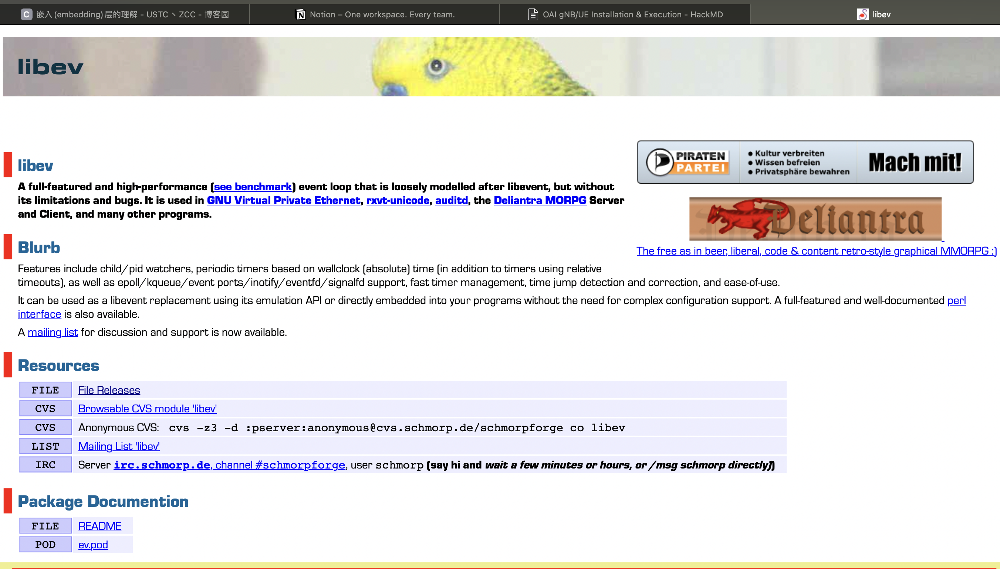 C 嵌入 (embedding) 层的理解 - USTC丶ZCC - 博客园
Notion – One workspace. Every team.
OAI gNB/UE Installation & Execution - HackMD
libev
libev
PIRATEN
PARTEI
• Kultur verbreiten
• Wissen befreien
• Privatsphäre bewahren
Mach mit!
libev
A full-featured and high-performance (see benchmark) event loop that is loosely modelled after libevent, but without
its limitations and bugs. It is used in GNU Virtual Private Ethernet, rxvt-unicode, auditd, the Deliantra MORPG Server
and Client, and many other programs.
Deliantra
The free as in beer, liberal, code & content retro-style graphical MMORPG :)
Blurb
Features include child/pid watchers, periodic timers based on wallclock (absolute) time (in addition to timers using relative
timeouts), as well as epoll/kqueue/event ports/inotify/eventfd/signalfd support, fast timer management, time jump detection and correction, and ease-of-use.
It can be used as a libevent replacement using its emulation API or directly embedded into your programs without the need for complex configuration support. A full-featured and well-documented perl
interface is also available.
A mailing list for discussion and support is now available.
Resources
FILE File Releases
CVS Browsable CVS module 'libev'
CVS Anonymous CVS: cvs -z3 -d :pserver:anonymous@cvs.schmorp.de/schmorpforge co libev
LIST Mailing List 'libev'
IRC Server irc.schmorp.de, channel #schmorpforge, user schmorp (say hi and wait a few minutes or hours, or /msg schmorp directly))
Package Documention
FILE README
POD ev.pod